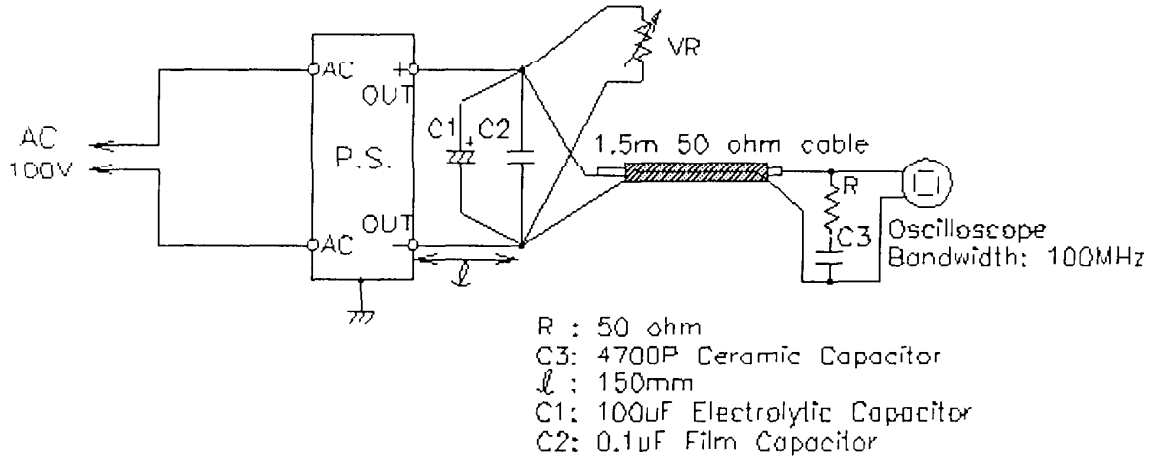 AC
100V
AC
+
OUT
P.S.
OUT
AC
−
C1
+
C2
VR
1.5m 50 ohm cable
R
C3
Oscilloscope
Bandwidth: 100MHz
ℓ
R : 50 ohm
C3: 4700P Ceramic Capacitor
ℓ : 150mm
C1: 100uF Electrolytic Capacitor
C2: 0.1uF Film Capacitor